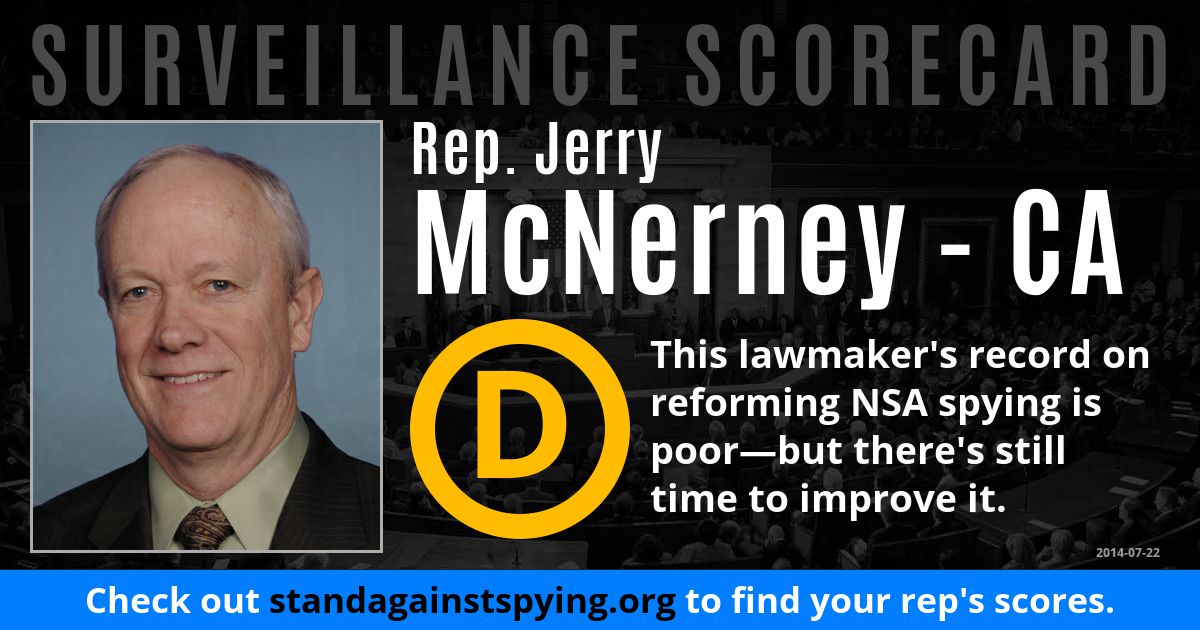 SURVEILLANCE SCORECARD
Rep. Jerry
McNerney - CA
D
This lawmaker's record on
reforming NSA spying is
poor—but there's still
time to improve it.
2014-07-22
Check out standagainstspying.org to find your rep's scores.